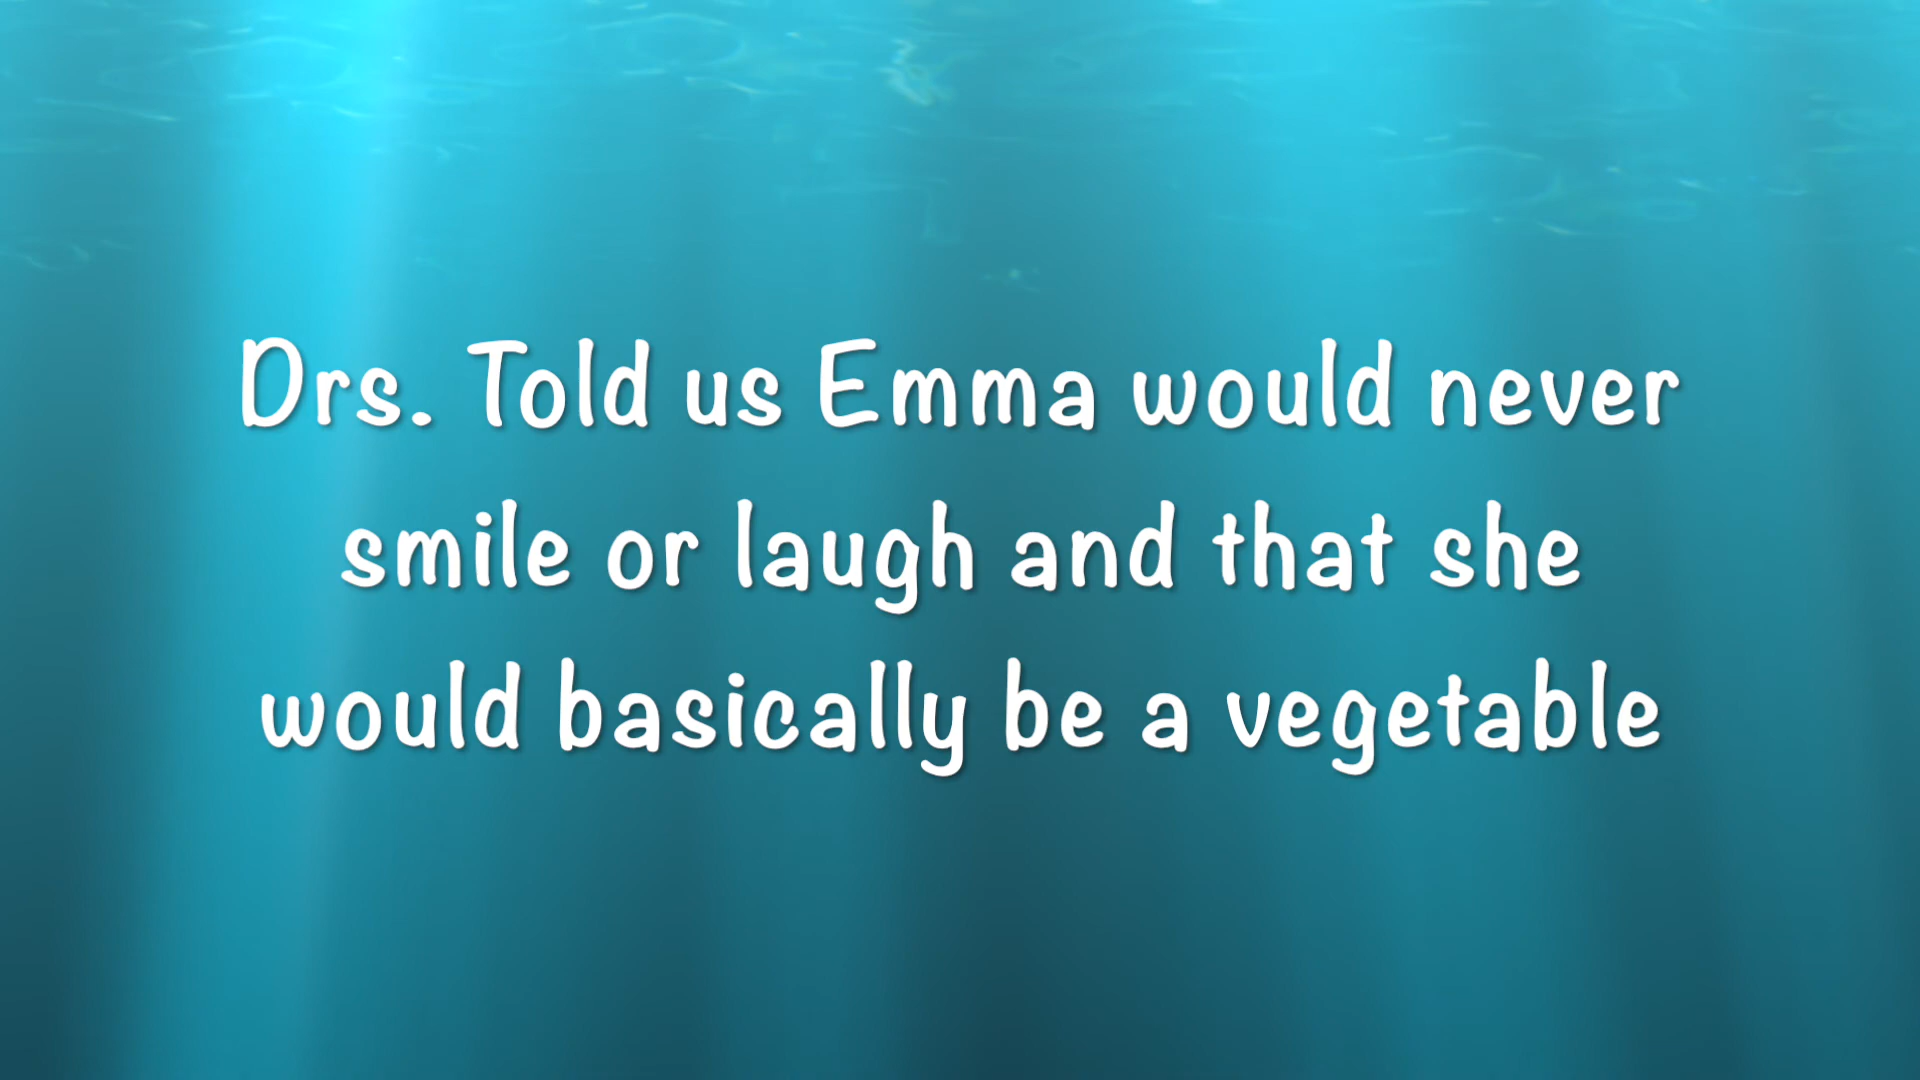 Drs. Told us Emma would never
smile or laugh and that she
would basically be a vegetable